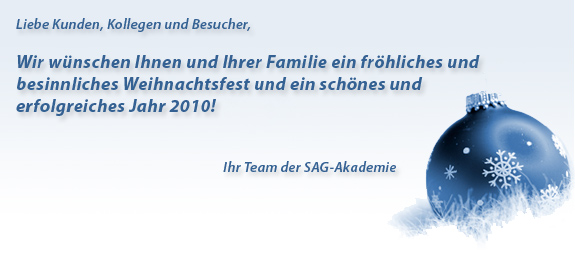 Liebe Kunden, Kollegen und Besucher,
Wir wünschen Ihnen und Ihrer Familie ein fröhliches und
besinnliches Weihnachtsfest und ein schönes und
erfolgreiches Jahr 2010!
Ihr Team der SAG-Akademie